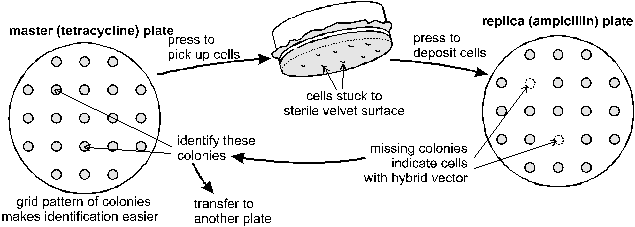 master (tetracycline) plate
press to
pick up cells
press to
deposit cells
replica (ampicillin) plate
cells stuck to
sterile velvet surface
identify these
colonies
missing colonies
indicate cells
with hybrid vector
grid pattern of colonies
makes identification easier
transfer to
another plate